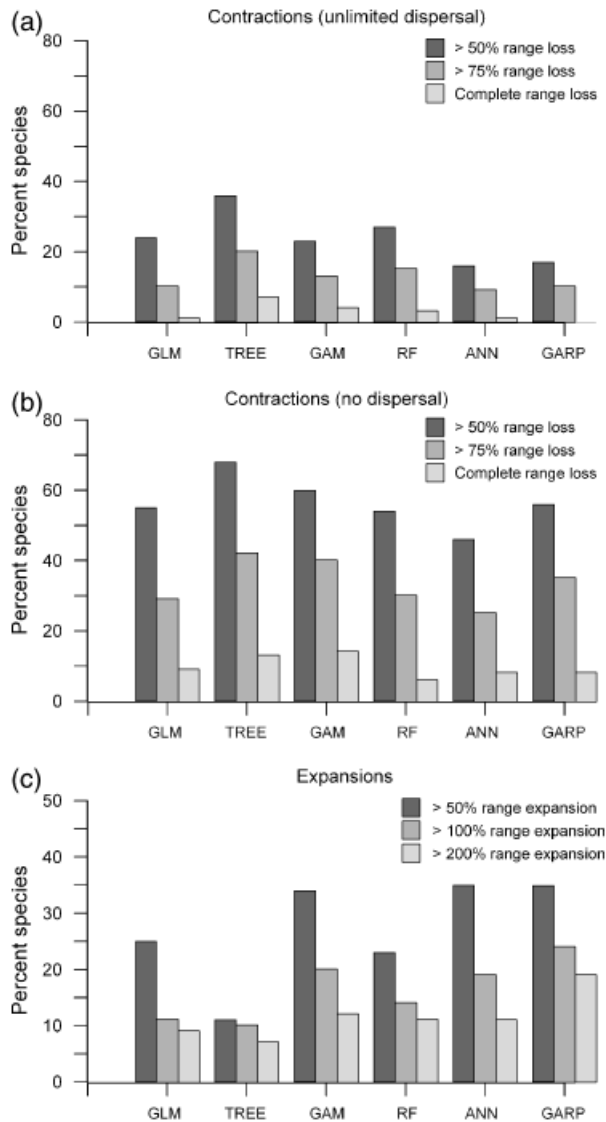 (a)
Contractions (unlimited dispersal)
> 50% range loss
> 75% range loss
Complete range loss
Percent species
80
60
40
20
0
GLM TREE GAM RF ANN GARP
(b)
Contractions (no dispersal)
> 50% range loss
> 75% range loss
Complete range loss
Percent species
80
60
40
20
0
GLM TREE GAM RF ANN GARP
(c)
Expansions
> 50% range expansion
> 100% range expansion
> 200% range expansion
Percent species
50
40
30
20
10
0
GLM TREE GAM RF ANN GARP